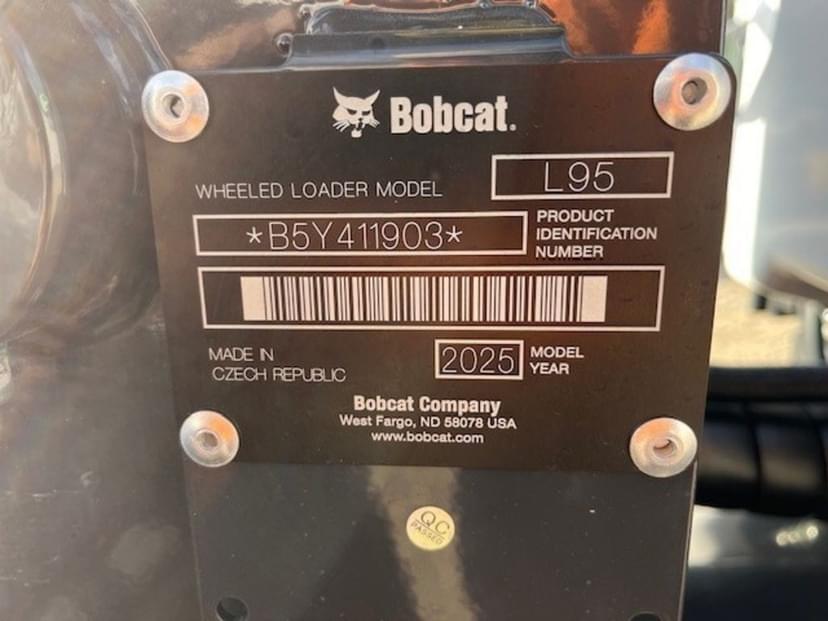 Bobcat.
WHEELED LOADER MODEL L95
*B5Y411903* PRODUCT
IDENTIFICATION
NUMBER
MADE IN
CZECH REPUBLIC
2025 MODEL
YEAR
Bobcat Company
West Fargo, ND 58078 USA
www.bobcat.com
QC
PASSED